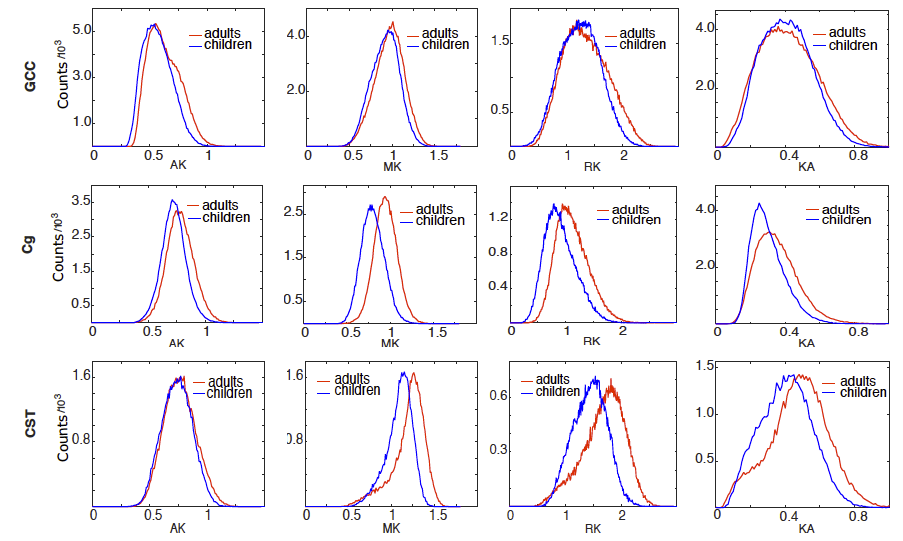 GCC
Counts /10³
5.0
3.0
1.0
adults
children
0 0.5 1
AK
4.0
2.0
adults
children
0 0.5 1 1.5
MK
1.5
0.5
adults
children
0 1 2
RK
4.0
2.0
adults
children
0 0.4 0.8
KA
Cg
Counts /10³
3.5
2.5
1.5
0.5
adults
children
0 0.5 1
AK
2.5
1.5
0.5
adults
children
0 0.5 1 1.5
MK
1.2
0.8
0.4
adults
children
0 1 2
RK
4.0
2.0
adults
children
0 0.4 0.8
KA
CST
Counts /10³
1.6
0.8
adults
children
0 0.5 1
AK
1.6
0.8
adults
children
0 0.5 1 1.5
MK
0.6
0.3
adults
children
0 1 2
RK
1.5
1.0
0.5
adults
children
0 0.4 0.8
KA